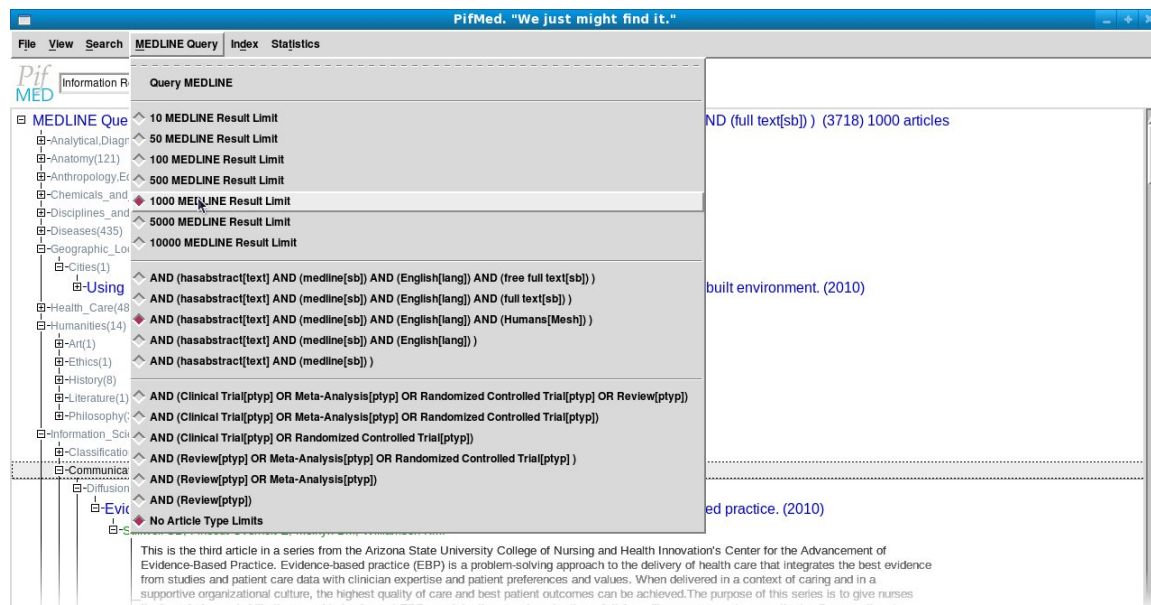 PifMed. "We just might find it."
File View Search MEDLINE Query Index Statistics
Pif
MED
Information R
Query MEDLINE
10 MEDLINE Result Limit
MEDLINE Que
ND (full text[sb]) ) (3718) 1000 articles
50 MEDLINE Result Limit
Analytical,Diagn
100 MEDLINE Result Limit
Anatomy(121)
500 MEDLINE Result Limit
Anthropology,Ed
1000 MEDLINE Result Limit
Chemicals_and
5000 MEDLINE Result Limit
Disciplines_and
Diseases(435)
10000 MEDLINE Result Limit
Geographic_Lo
Cities(1)
AND (hasabstract[text] AND (medline[sb]) AND (English[lang]) AND (free full text[sb]) )
Using
built environment. (2010)
AND (hasabstract[text] AND (medline[sb]) AND (English[lang]) AND (full text[sb]) )
Health_Care(48
AND (hasabstract[text] AND (medline[sb]) AND (English[lang]) AND (Humans[Mesh]) )
Humanities(14)
AND (hasabstract[text] AND (medline[sb]) AND (English[lang]) )
Art(1)
AND (hasabstract[text] AND (medline[sb]) )
Ethics(1)
History(8)
AND (Clinical Trial[ptyp] OR Meta-Analysis[ptyp] OR Randomized Controlled Trial[ptyp] OR Review[ptyp])
Literature(1)
AND (Clinical Trial[ptyp] OR Meta-Analysis[ptyp] OR Randomized Controlled Trial[ptyp])
Philosophy(
AND (Clinical Trial[ptyp] OR Randomized Controlled Trial[ptyp])
Information_Sci
AND (Review[ptyp] OR Meta-Analysis[ptyp] OR Randomized Controlled Trial[ptyp] )
Classificatio
Communica
AND (Review[ptyp] OR Meta-Analysis[ptyp])
Diffusion
AND (Review[ptyp])
Evid
ed practice. (2010)
No Article Type Limits
This is the third article in a series from the Arizona State University College of Nursing and Health Innovation's Center for the Advancement of
Evidence-Based Practice. Evidence-based practice (EBP) is a problem-solving approach to the delivery of health care that integrates the best evidence
from studies and patient care data with clinician expertise and patient preferences and values. When delivered in a context of caring and in a
supportive organizational culture, the highest quality of care and best patient outcomes can be achieved.The purpose of this series is to give nurses